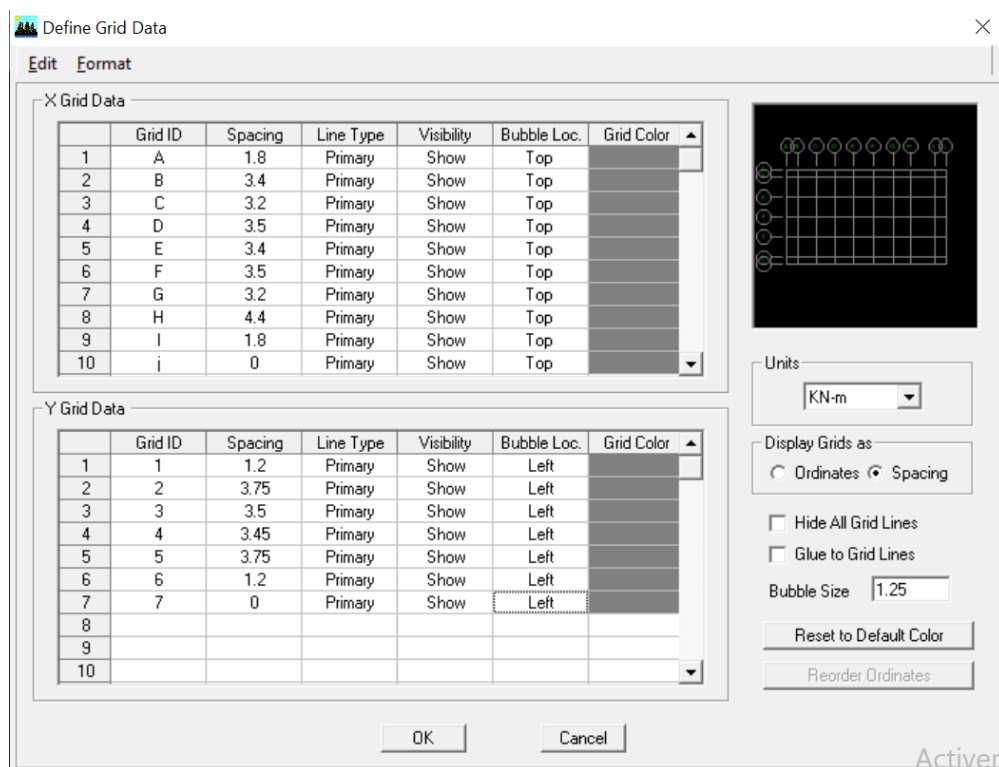 Define Grid Data
Edit Format
X Grid Data
Grid ID Spacing Line Type Visibility Bubble Loc. Grid Color
1 A 1.8 Primary Show Top
2 B 3.4 Primary Show Top
3 C 3.2 Primary Show Top
4 D 3.5 Primary Show Top
5 E 3.4 Primary Show Top
6 F 3.5 Primary Show Top
7 G 3.2 Primary Show Top
8 H 4.4 Primary Show Top
9 I 1.8 Primary Show Top
10 j 0 Primary Show Top
Y Grid Data
Grid ID Spacing Line Type Visibility Bubble Loc. Grid Color
1 1 1.2 Primary Show Left
2 2 3.75 Primary Show Left
3 3 3.5 Primary Show Left
4 4 3.45 Primary Show Left
5 5 3.75 Primary Show Left
6 6 1.2 Primary Show Left
7 7 0 Primary Show Left
8
9
10
Units
KN-m
Display Grids as
Ordinates Spacing
Hide All Grid Lines
Glue to Grid Lines
Bubble Size 1.25
Reset to Default Color
Reorder Ordinates
OK Cancel
Activer